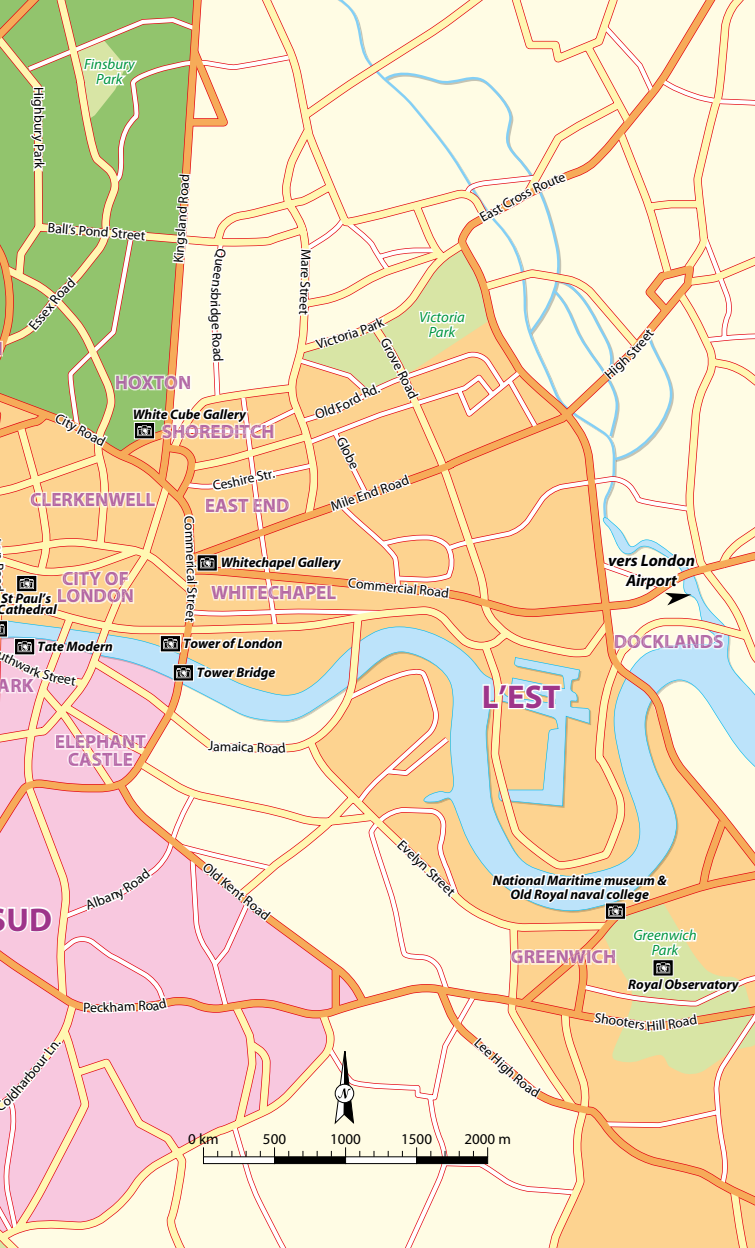 Finsbury
Park
Highbury Park
Kingsland Road
Ball's Pond Street
East Cross Route
Queensbridge Road
Mare Street
Essex Road
Victoria
Park
Victoria Park
Grove Road
High Street
HOXTON
Old Ford Rd.
White Cube Gallery
SHOREDITCH
City Road
Globe
Ceshire Str.
Mile End Road
CLERKENWELL
EAST END
Commerical Street
Whitechapel Gallery
vers London
Airport
CITY OF
LONDON
WHITECHAPEL
Commercial Road
St Paul's
Cathedral
Tate Modern
Tower of London
DOCKLANDS
uthwark Street
Tower Bridge
ARK
L'EST
ELEPHANT
CASTLE
Jamaica Road
Evelyn Street
National Maritime museum &
Old Royal naval college
Albany Road
Old Kent Road
SUD
Greenwich
Park
GREENWICH
Royal Observatory
Peckham Road
Shooters Hill Road
Lee High Road
Coldharbour Ln.
N
0 km 500 1000 1500 2000 m